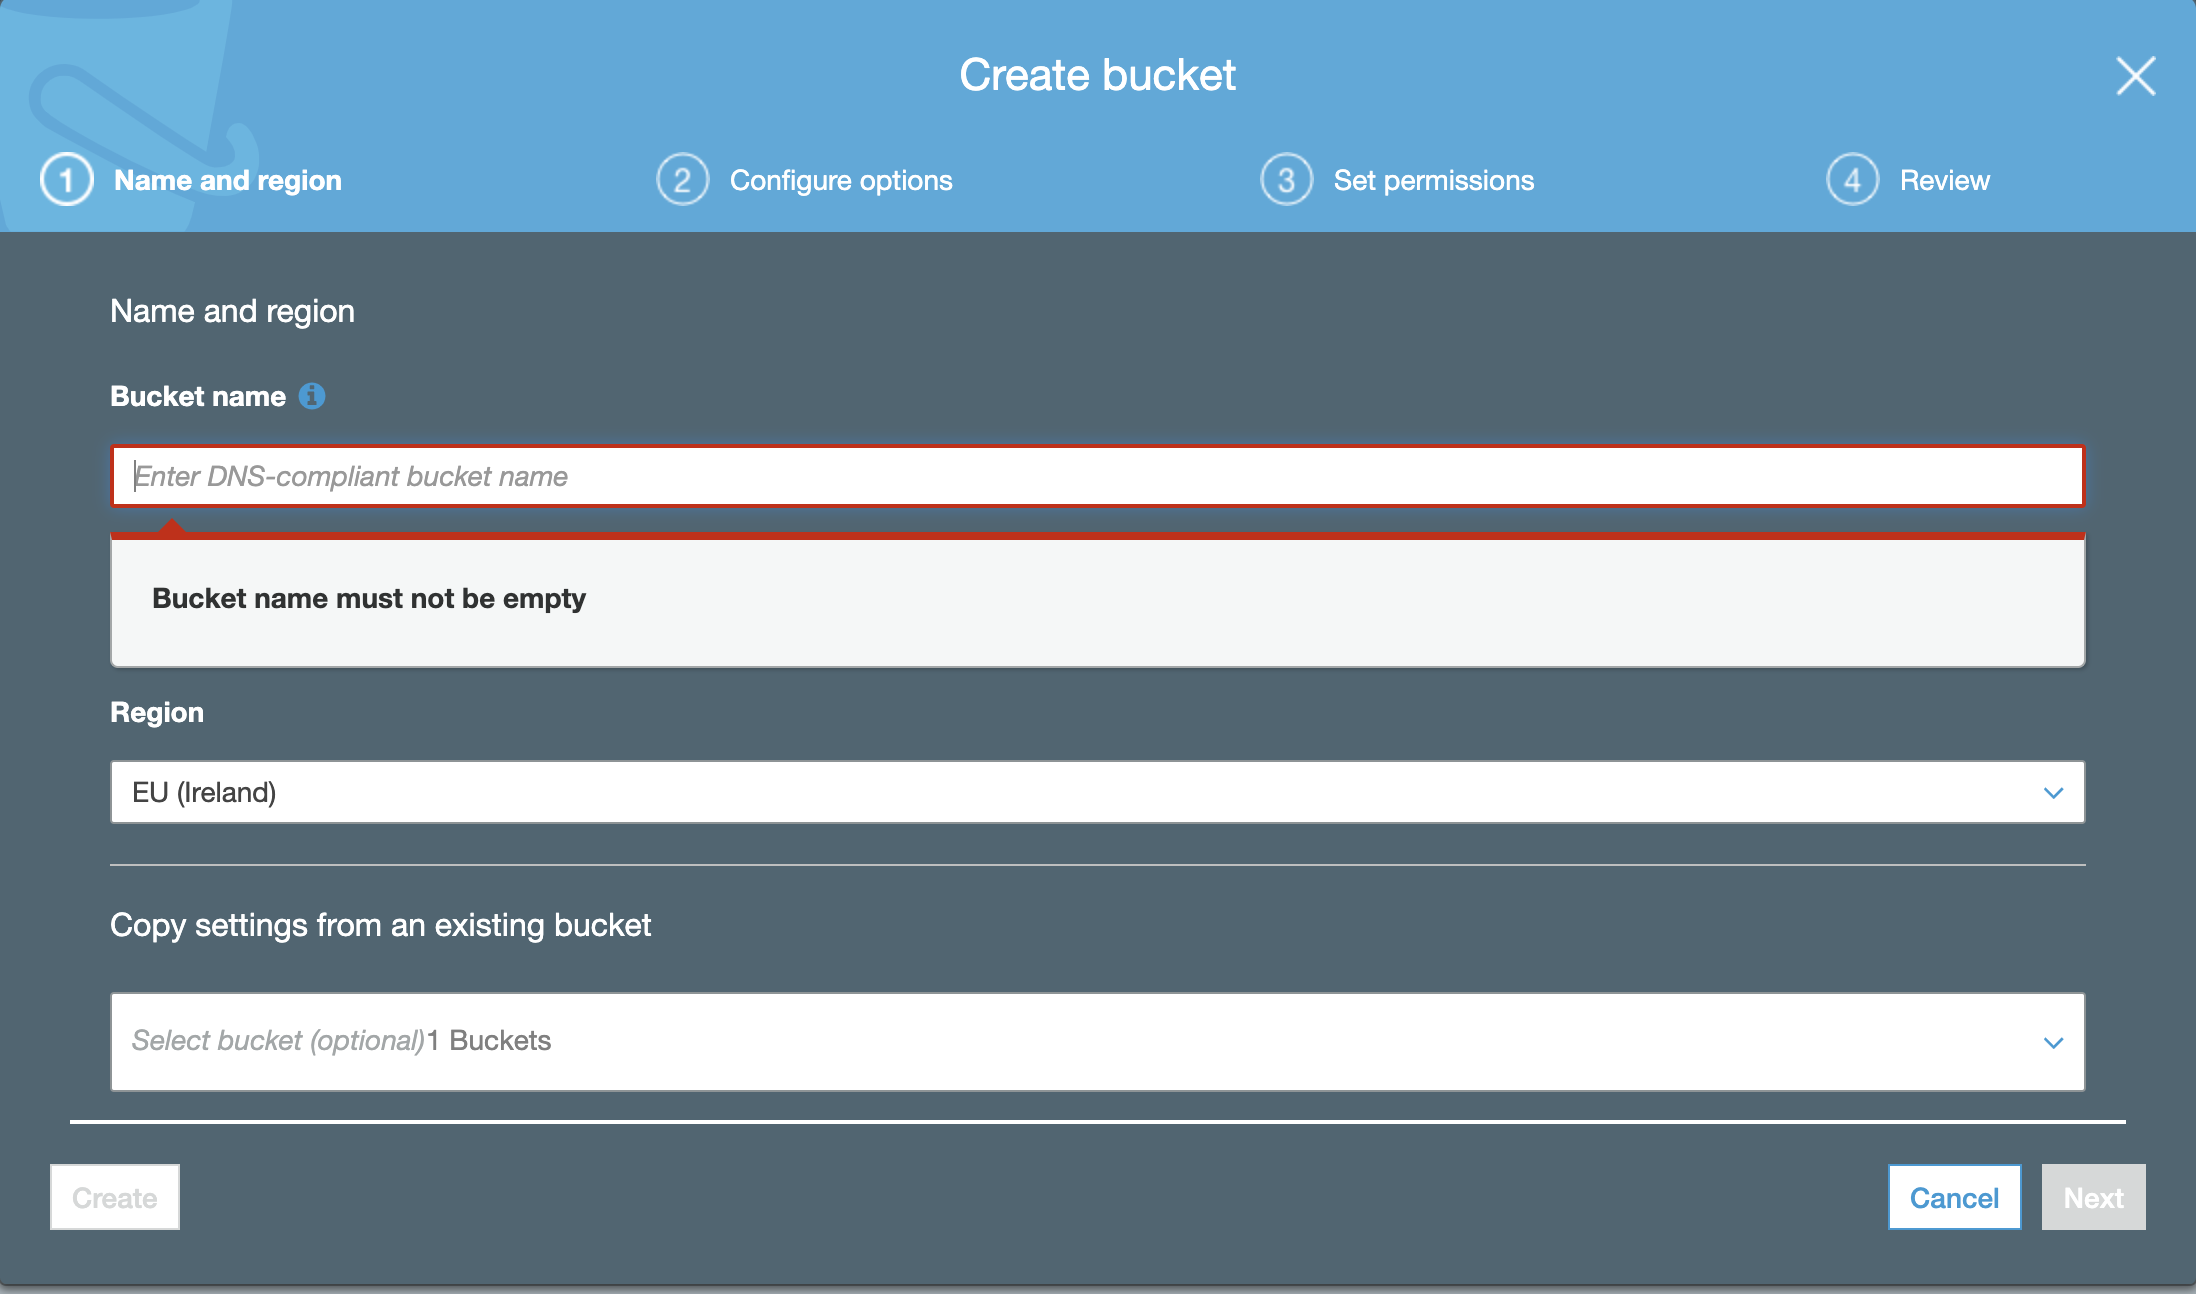 Create bucket
1 Name and region
2 Configure options
3 Set permissions
4 Review
Name and region
Bucket name
Enter DNS-compliant bucket name
Bucket name must not be empty
Region
EU (Ireland)
Copy settings from an existing bucket
Select bucket (optional)1 Buckets
Create
Cancel
Next